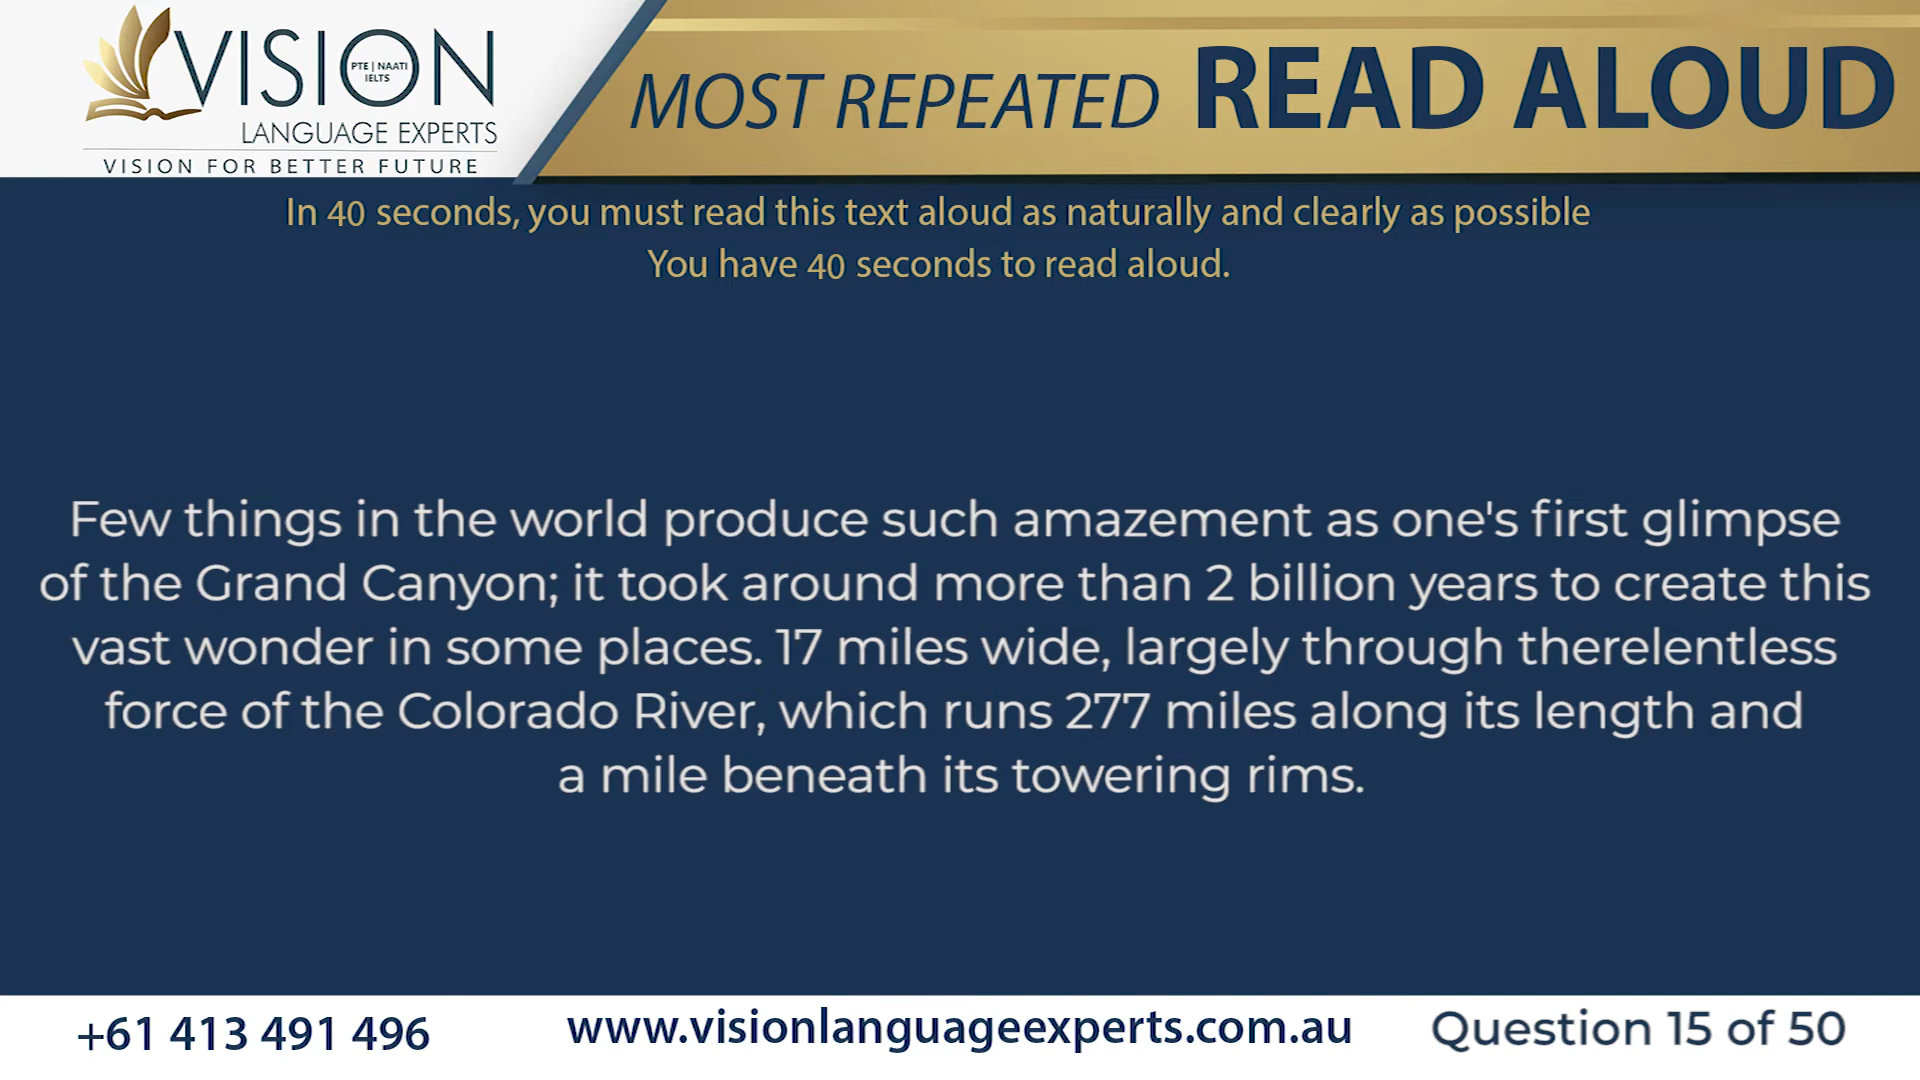 VISION
PTE | NAATI
IELTS
LANGUAGE EXPERTS
VISION FOR BETTER FUTURE
MOST REPEATED READ ALOUD
In 40 seconds, you must read this text aloud as naturally and clearly as possible
You have 40 seconds to read aloud.
Few things in the world produce such amazement as one's first glimpse
of the Grand Canyon; it took around more than 2 billion years to create this
vast wonder in some places. 17 miles wide, largely through therelentless
force of the Colorado River, which runs 277 miles along its length and
a mile beneath its towering rims.
+61 413 491 496
www.visionlanguageexperts.com.au
Question 15 of 50